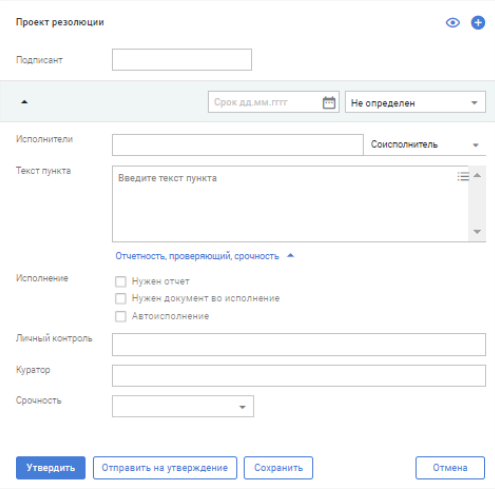 Проект резолюции
Подписант
Срок дд.мм.гггг Не определен
Исполнители Соисполнитель
Текст пункта Введите текст пункта
Отчетность, проверяющий, срочность
Исполнение Нужен отчет
Нужен документ во исполнение
Автоисполнение
Личный контроль
Куратор
Срочность
Утвердить Отправить на утверждение Сохранить Отмена